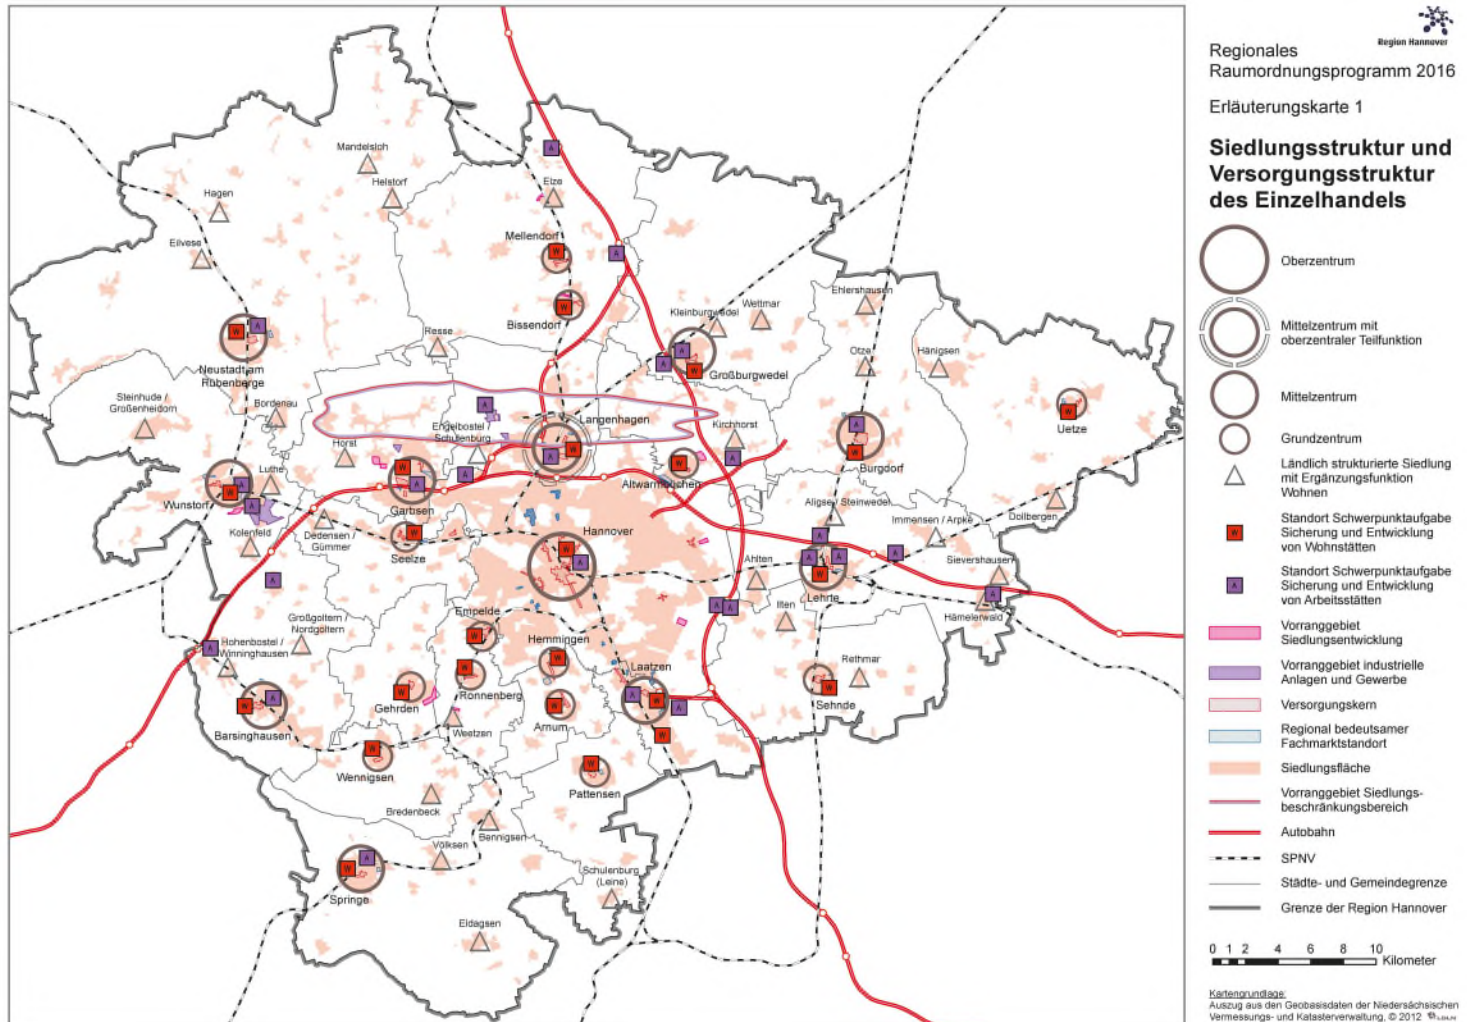 Mandelsloh
Helstorf
Hagen
Eilvese
Elze
Mellendorf
Bissendorf
Resse
Neustadt am
Rübenberge
Steinhude /
Großenheidorn
Bordenau
Horst
Engelbostel /
Schulenburg
Langenhagen
Kleinburgwedel
Wettmar
Ehlershausen
Großburgwedel
Otze
Hänigsen
Uetze
Kirchhorst
Burgdorf
Altwarmbüchen
Luthe
Wunstorf
Kolenfeld
Dedensen /
Gümmer
Garbsen
Seelze
Hannover
Aligse / Steinwedel
Immensen / Arpke
Dollbergen
Sievershausen
Hämelerwald
Ahlten
Lehrte
Ilten
Großgoltern /
Nordgoltern
Hohenbostel /
Winninghausen
Empelde
Hemmingen
Laatzen
Rethmar
Sehnde
Gehrden
Ronnenberg
Arnum
Barsinghausen
Weetzen
Wennigsen
Pattensen
Bredenbeck
Bennigsen
Völksen
Springe
Schulenburg
(Leine)
Eldagsen
Region Hannover
Regionales
Raumordnungsprogramm 2016
Erläuterungskarte 1
Siedlungsstruktur und
Versorgungsstruktur
des Einzelhandels
Oberzentrum
Mittelzentrum mit
oberzentraler Teilfunktion
Mittelzentrum
Grundzentrum
Ländlich strukturierte Siedlung
mit Ergänzungsfunktion
Wohnen
W
Standort Schwerpunktaufgabe
Sicherung und Entwicklung
von Wohnstätten
A
Standort Schwerpunktaufgabe
Sicherung und Entwicklung
von Arbeitsstätten
Vorranggebiet
Siedlungsentwicklung
Vorranggebiet industrielle
Anlagen und Gewerbe
Versorgungskern
Regional bedeutsamer
Fachmarktstandort
Siedlungsfläche
Vorranggebiet Siedlungs-
beschränkungsbereich
Autobahn
SPNV
Städte- und Gemeindegrenze
Grenze der Region Hannover
0 1 2 4 6 8 10
Kilometer
Kartengrundlage:
Auszug aus den Geobasisdaten der Niedersächsischen
Vermessungs- und Katasterverwaltung, © 2012